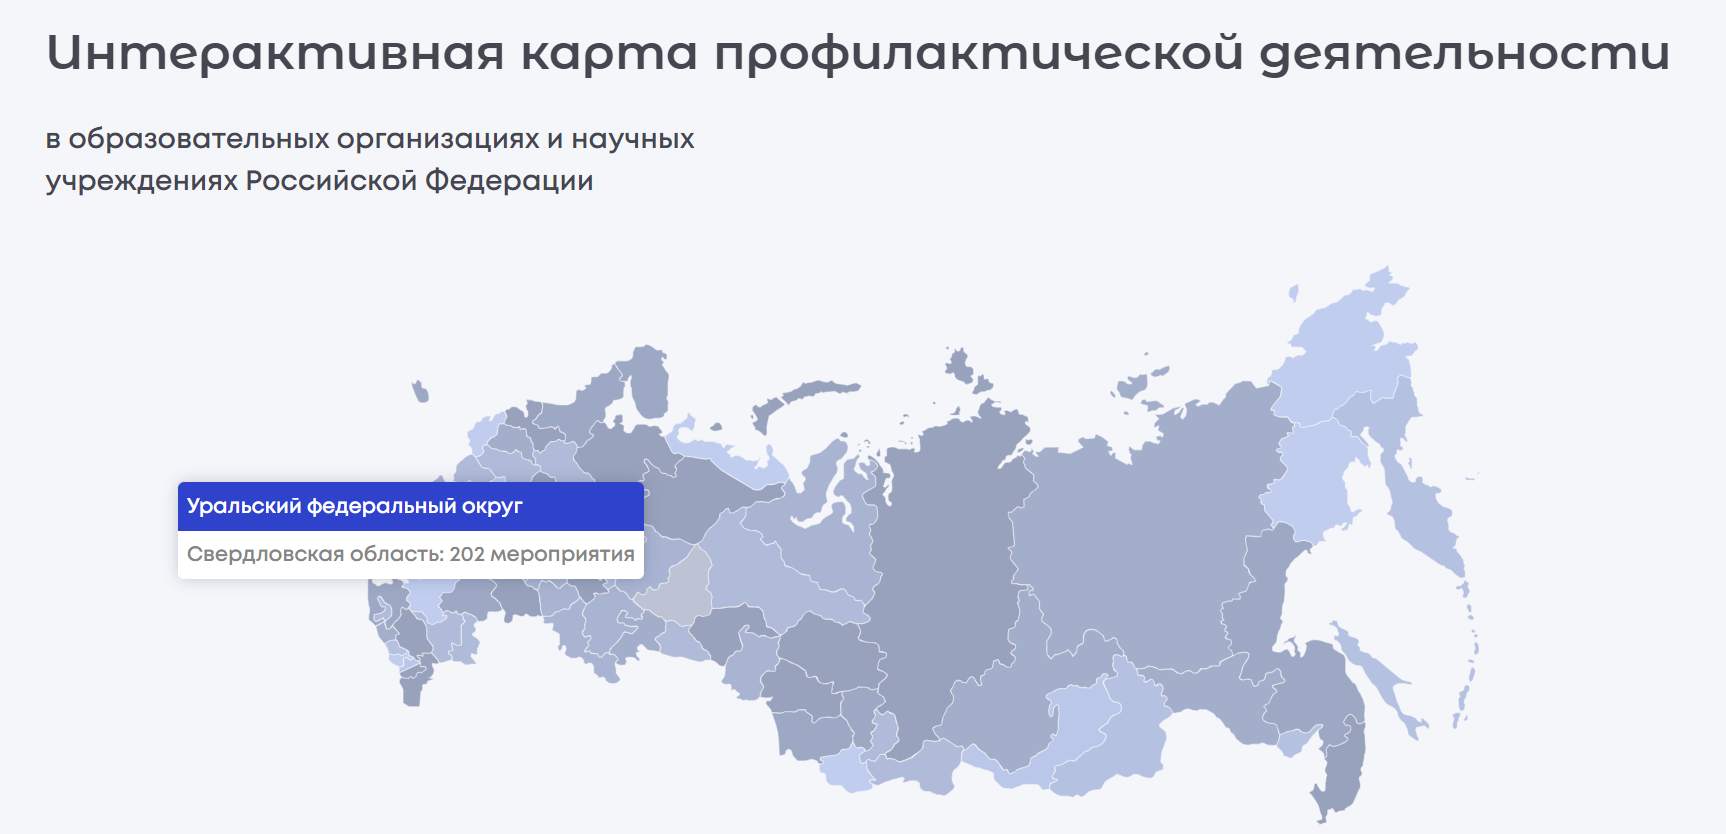 Интерактивная карта профилактической деятельности
в образовательных организациях и научных
учреждениях Российской Федерации
Уральский федеральный округ
Свердловская область: 202 мероприятия